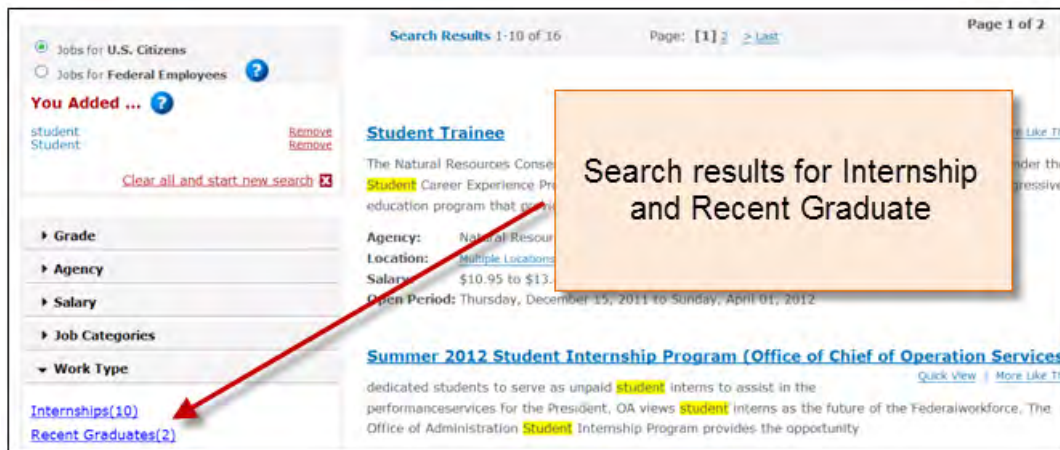 Jobs for U.S. Citizens
Jobs for Federal Employees ?
You Added ... ?
student Remove
Student Remove
Clear all and start new search X
Grade
Agency
Salary
Job Categories
Work Type
Internships(10)
Recent Graduates(2)
Search Results 1-10 of 16 Page: [1] 2 > Last
Page 1 of 2
Student Trainee
The Natural Resources
Student Career Experience
education program that
Agency: Natural
Location: Multiple Locations
Salary: $10.95 to
Open Period: Thursday, December 15, 2011 to Sunday, April 01, 2012
Search results for Internship
and Recent Graduate
Summer 2012 Student Internship Program (Office of Chief of Operation Services
Quick View | More Like
dedicated students to serve as unpaid student interns to assist in the
performanceservices for the President, OA views student interns as the future of the Federalworkforce. The
Office of Administration Student Internship Program provides the opportunity